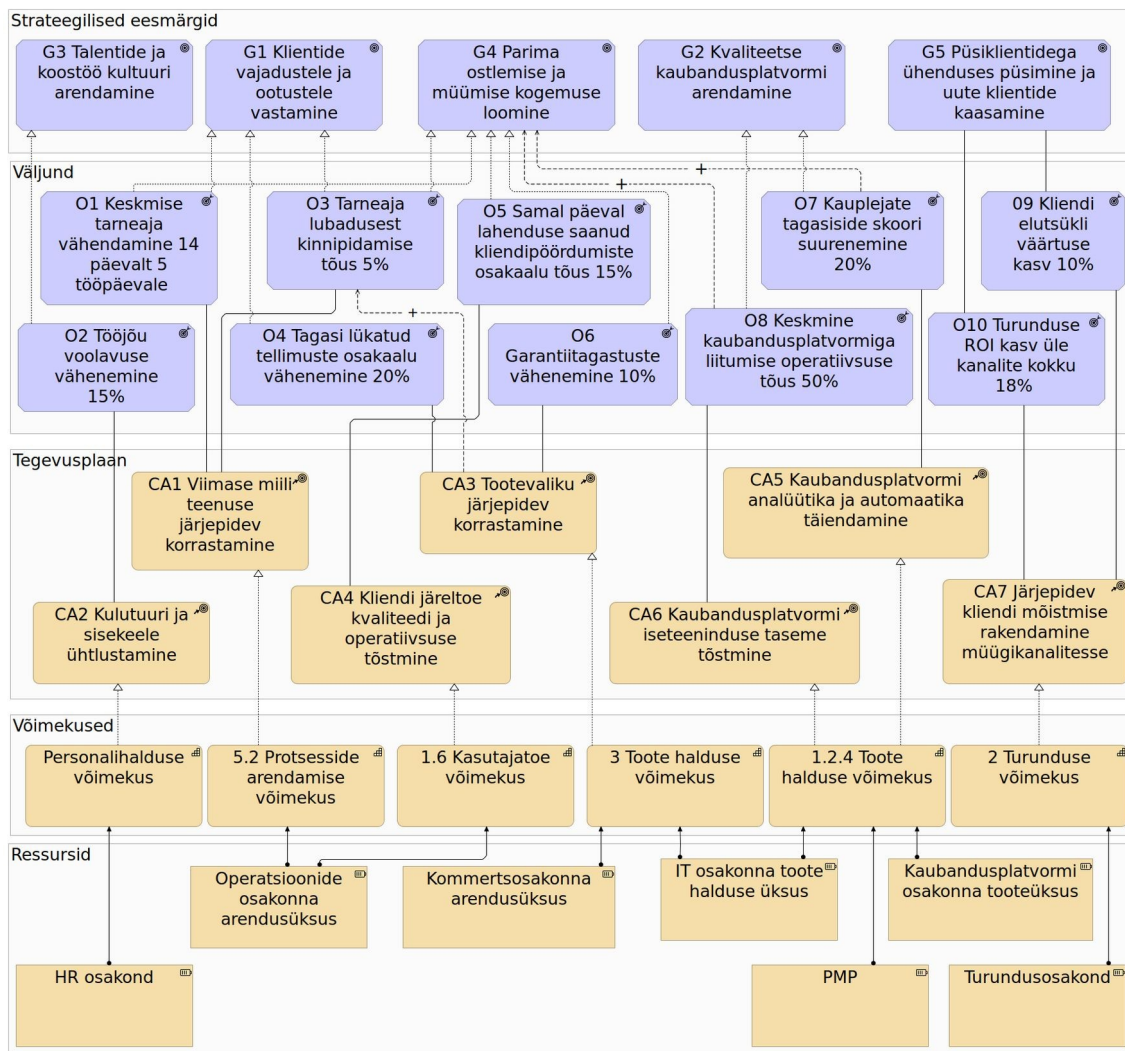 Strateegilised eesmärgid
G3 Talentide ja
koostöö kultuuri
arendamine
G1 Klientide
vajadustele ja
ootustele
vastamine
G4 Parima
ostlemise ja
müümise kogemuse
loomine
G2 Kvaliteetse
kaubandusplatvormi
arendamine
G5 Püsiklientidega
ühenduses püsimine ja
uute klientide
kaasamine
Väljund
O1 Keskmise
tarneaja
vähendamine 14
päevalt 5
tööpäevale
O3 Tarneaja
lubadusest
kinnipidamise
tõus 5%
O5 Samal päeval
lahenduse saanud
kliendipöördumiste
osakaalu tõus 15%
O7 Kauplejate
tagasiside skoori
suurenemine
20%
09 Kliendi
elutsükli
väärtuse
kasv 10%
+
+
+
O2 Tööjõu
voolavuse
vähenemine
15%
O4 Tagasi lükatud
tellimuste osakaalu
vähenemine 20%
O6
Garantiitagastuste
vähenemine 10%
O8 Keskmine
kaubandusplatvormiga
liitumise operatiivsuse
tõus 50%
O10 Turunduse
ROI kasv üle
kanalite kokku
18%
Tegevusplaan
CA1 Viimase miili
teenuse
järjepidev
korrastamine
CA3 Tootevaliku
järjepidev
korrastamine
CA5 Kaubandusplatvormi
analüütika ja automaatika
täiendamine
CA2 Kulutuuri ja
sisekeele
ühtlustamine
CA4 Kliendi järeltoe
kvaliteedi ja
operatiivsuse
tõstmine
CA6 Kaubandusplatvormi
iseteeninduse taseme
tõstmine
CA7 Järjepidev
kliendi mõistmise
rakendamine
müügikanalitesse
Võimekused
Personalihalduse
võimekus
5.2 Protsesside
arendamise
võimekus
1.6 Kasutajatoe
võimekus
3 Toote halduse
võimekus
1.2.4 Toote
halduse võimekus
2 Turunduse
võimekus
Ressursid
Operatsioonide
osakonna
arendusüksus
Kommertsosakonna
arendusüksus
IT osakonna toote
halduse üksus
Kaubandusplatvormi
osakonna tooteüksus
HR osakond
PMP
Turundusosakond